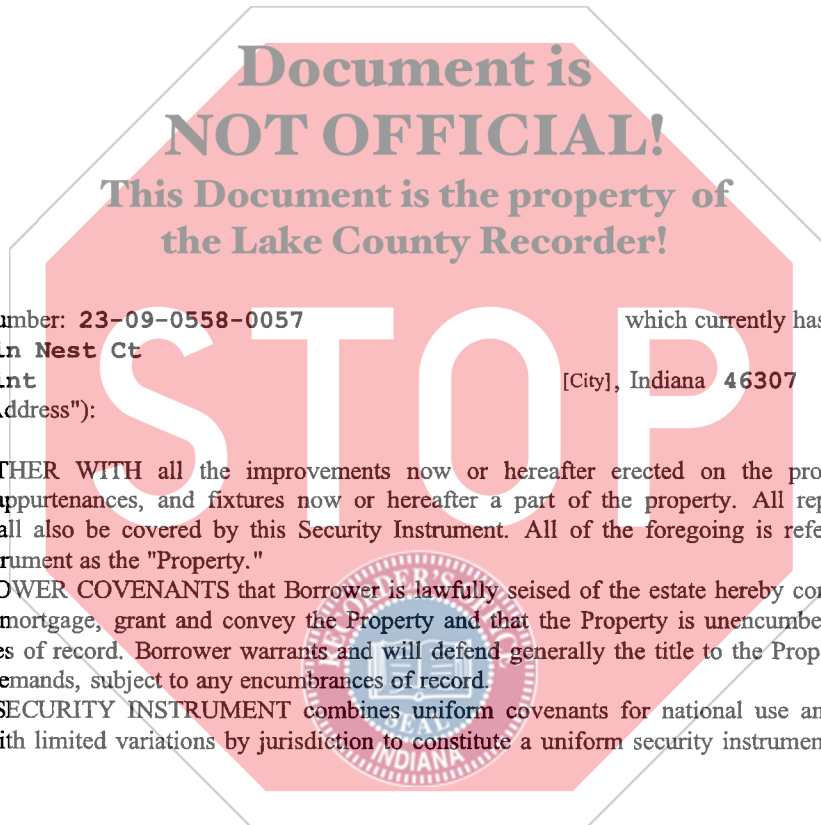 Document is
NOT OFFICIAL!
This Document is the property of
the Lake County Recorder!
STOP
umber: 23-09-0558-0057 which currently has
in Nest Ct
int [City], Indiana 46307
Address"):
THER WITH all the improvements now or hereafter erected on the pro
appurtenances, and fixtures now or hereafter a part of the property. All rep
all also be covered by this Security Instrument. All of the foregoing is refe
rument as the "Property."
OWER COVENANTS that Borrower is lawfully seised of the estate hereby con
mortgage, grant and convey the Property and that the Property is unencumbe
es of record. Borrower warrants and will defend generally the title to the Prop
emands, subject to any encumbrances of record.
SECURITY INSTRUMENT combines uniform covenants for national use an
ith limited variations by jurisdiction to constitute a uniform security instrumen
SEAL
INDIANA